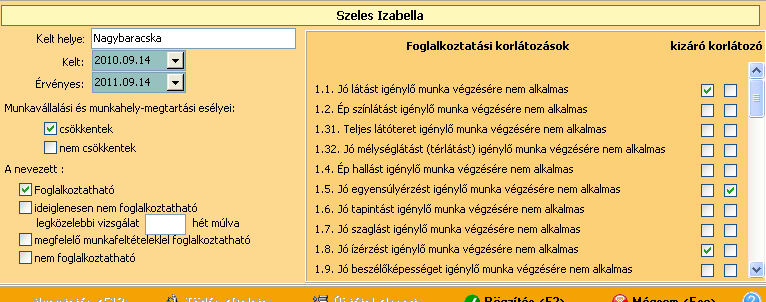 Szeles Izabella
Kelt helye: Nagybaracska
Kelt: 2010.09.14
Érvényes: 2011.09.14
Munkavállalási és munkahely-megtartási esélyei:
csökkentek
nem csökkentek
A nevezett :
Foglalkoztatható
ideiglenesen nem foglalkoztatható
legközelebbi vizsgálat hét múlva
megfelelő munkafeltételeklel foglalkoztatható
nem foglalkoztatható
Foglalkoztatási korlátozások kizáró korlátozó
1.1. Jó látást igénylő munka végzésére nem alkalmas
1.2. Ép színlátást igénylő munka végzésére nem alkalmas
1.31. Teljes látóteret igénylő munka végzésére nem alkalmas
1.32. Jó mélységlátást (térlátást) igénylő munka végzésére nem alkalmas
1.4. Ép hallást igénylő munka végzésére nem alkalmas
1.5. Jó egyensúlyérzést igénylő munka végzésére nem alkalmas
1.6. Jó tapintást igénylő munka végzésére nem alkalmas
1.7. Jó szaglást igénylő munka végzésére nem alkalmas
1.8. Jó ízérzést igénylő munka végzésére nem alkalmas
1.9. Jó beszélőképességet igénylő munka végzésére nem alkalmas
Rögzítés <F2> Mégsem <Esc>